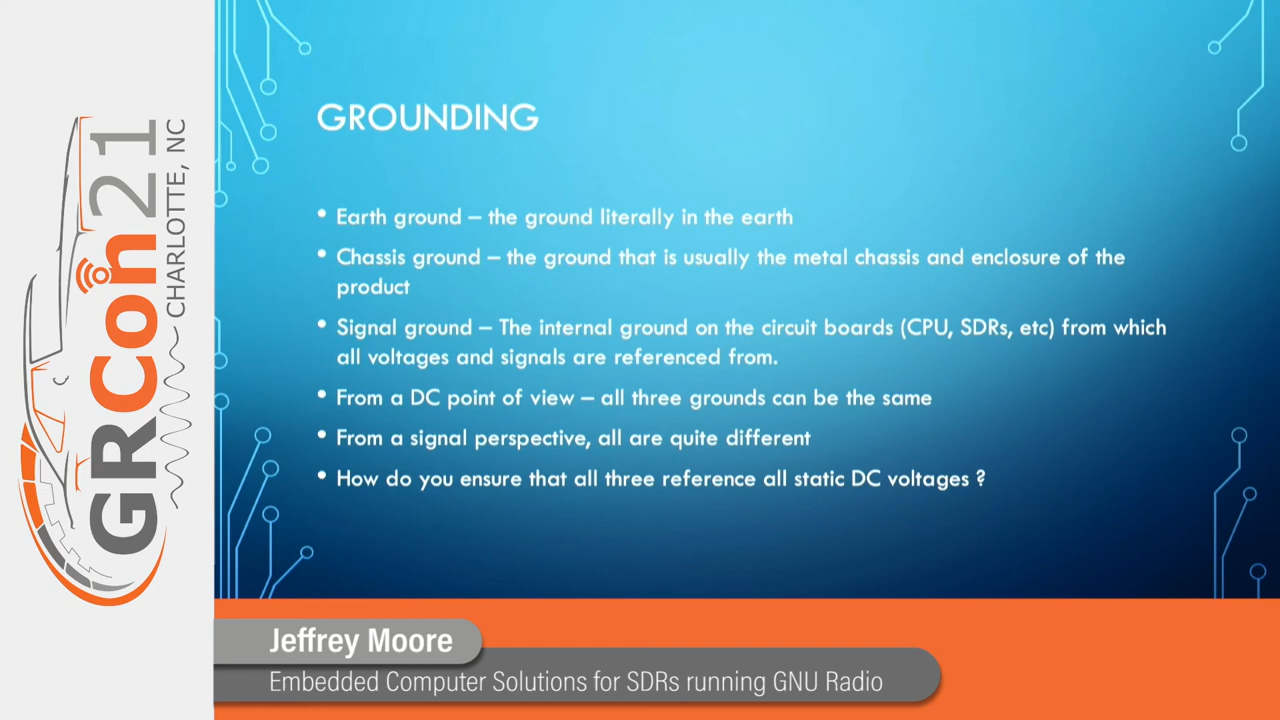 GRCon21
CHARLOTTE, NC
GROUNDING
• Earth ground – the ground literally in the earth
• Chassis ground – the ground that is usually the metal chassis and enclosure of the
product
• Signal ground – The internal ground on the circuit boards (CPU, SDRs, etc) from which
all voltages and signals are referenced from.
• From a DC point of view – all three grounds can be the same
• From a signal perspective, all are quite different
• How do you ensure that all three reference all static DC voltages ?
Jeffrey Moore
Embedded Computer Solutions for SDRs running GNU Radio